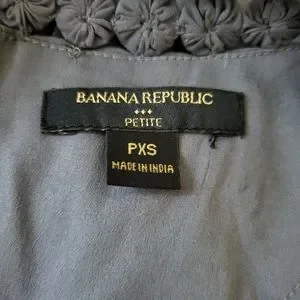 BANANA REPUBLIC
PETITE
PXS
MADE IN INDIA